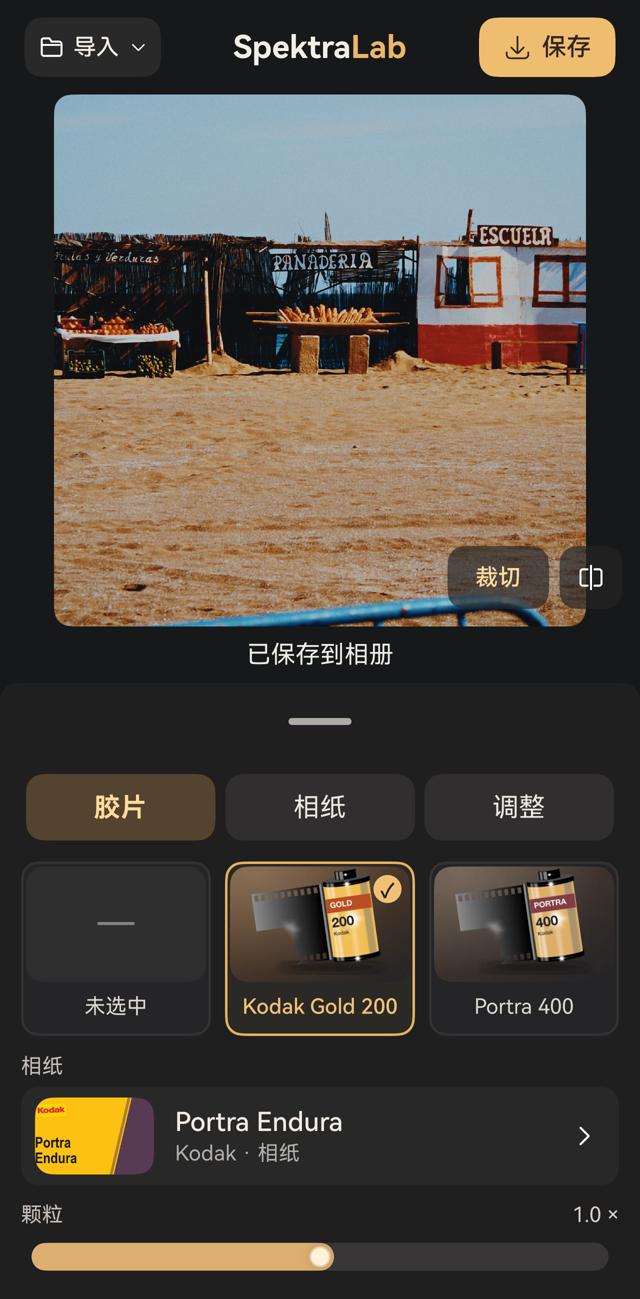 导入
SpektraLab
保存
ESCUELA
Frutas y Verduras
PANADERIA
裁切
已保存到相册
胶片
相纸
调整
GOLD
200
Kodak
PORTRA
400
Kodak
未选中
Kodak Gold 200
Portra 400
相纸
Kodak
Portra
Endura
Portra Endura
Kodak · 相纸
颗粒
1.0 ×